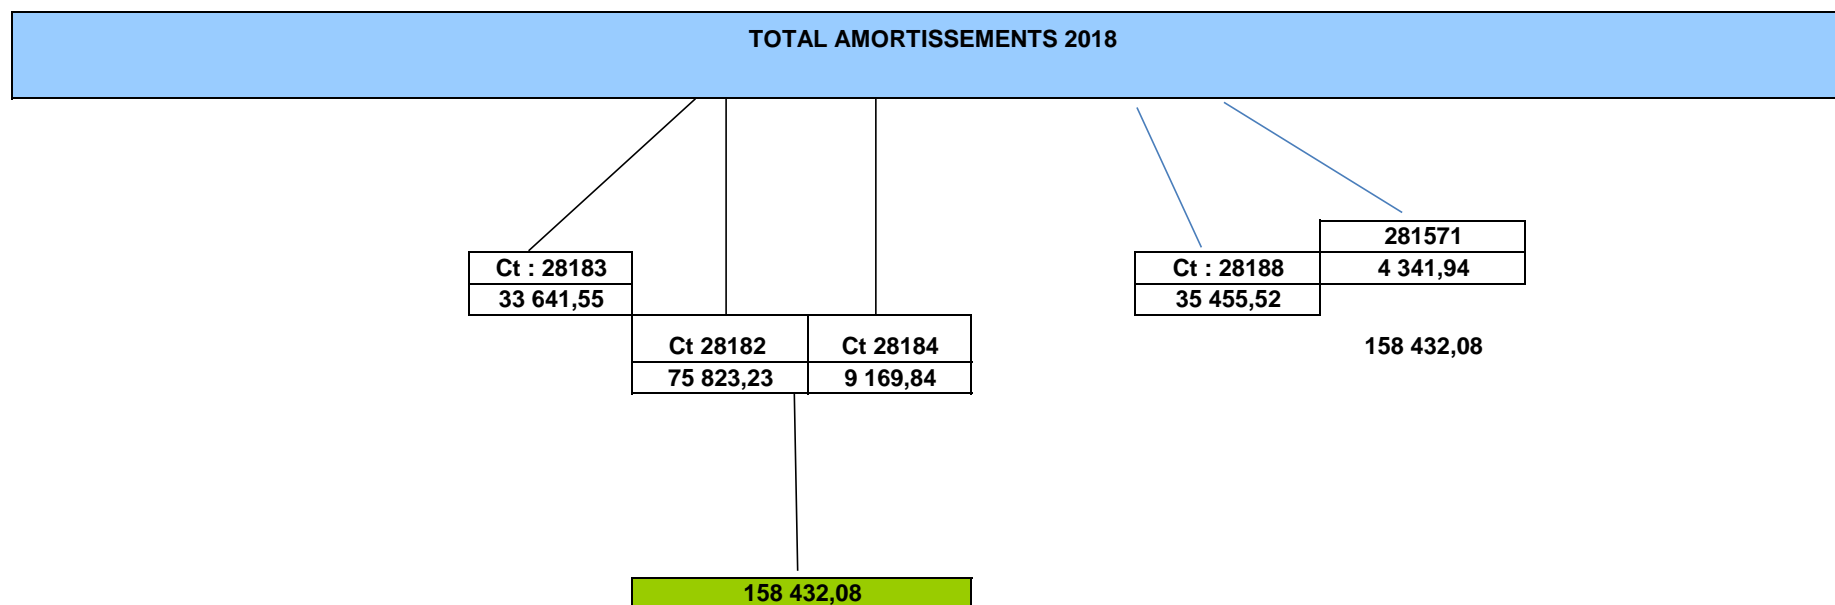 TOTAL AMORTISSEMENTS 2018
281571
Ct : 28183
Ct : 28188
4 341,94
33 641,55
35 455,52
Ct 28182
Ct 28184
158 432,08
75 823,23
9 169,84
158 432,08